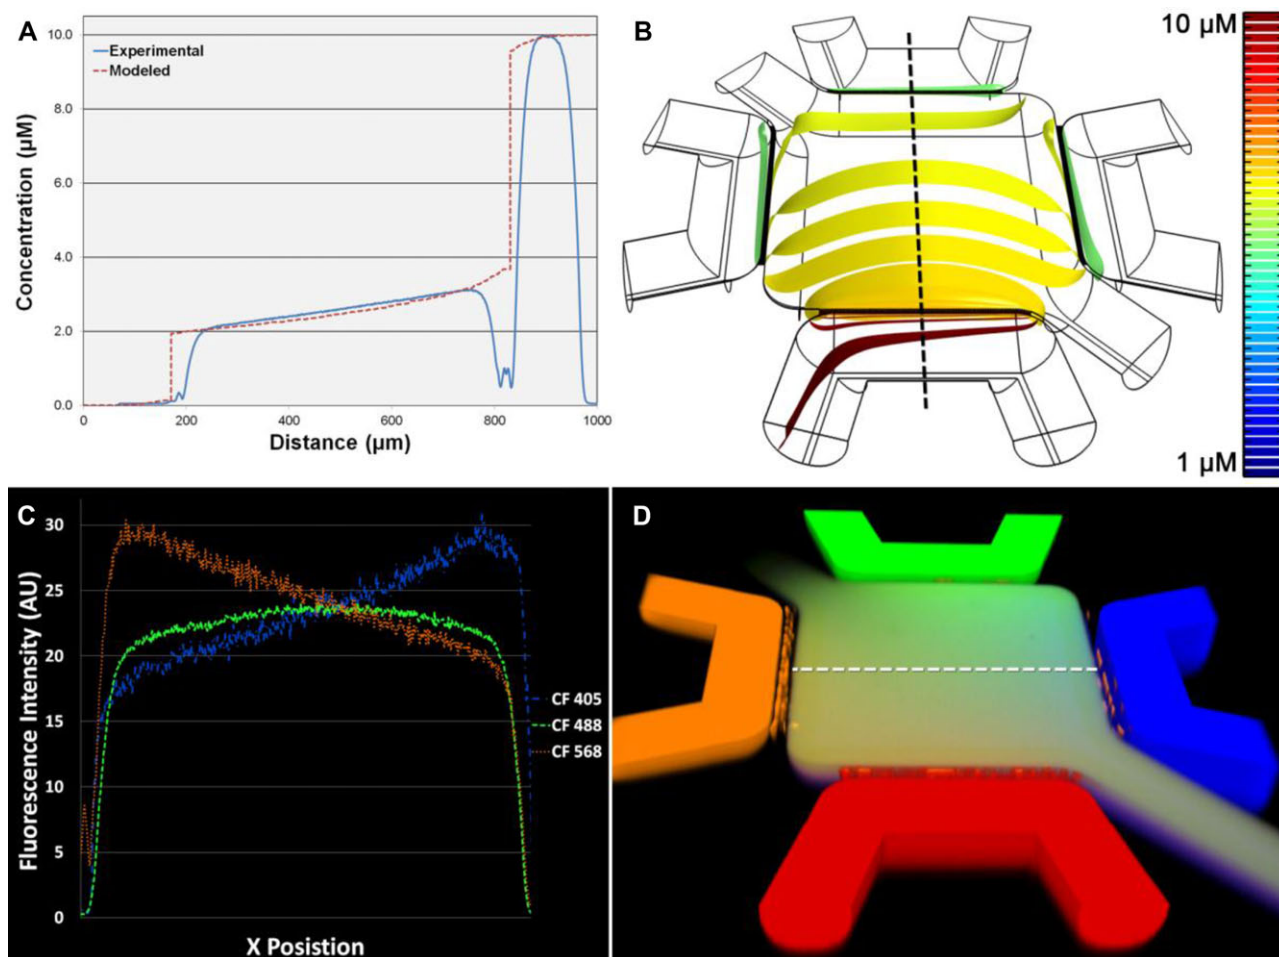 A
Experimental
Modeled
10.0
8.0
6.0
4.0
2.0
0.0
Concentration (µM)
0 200 400 600 800 1000
Distance (µm)
B
10 µM
1 µM
C
30
25
20
15
10
5
0
Fluorescence Intensity (AU)
CF 405
CF 488
CF 568
X Posistion
D